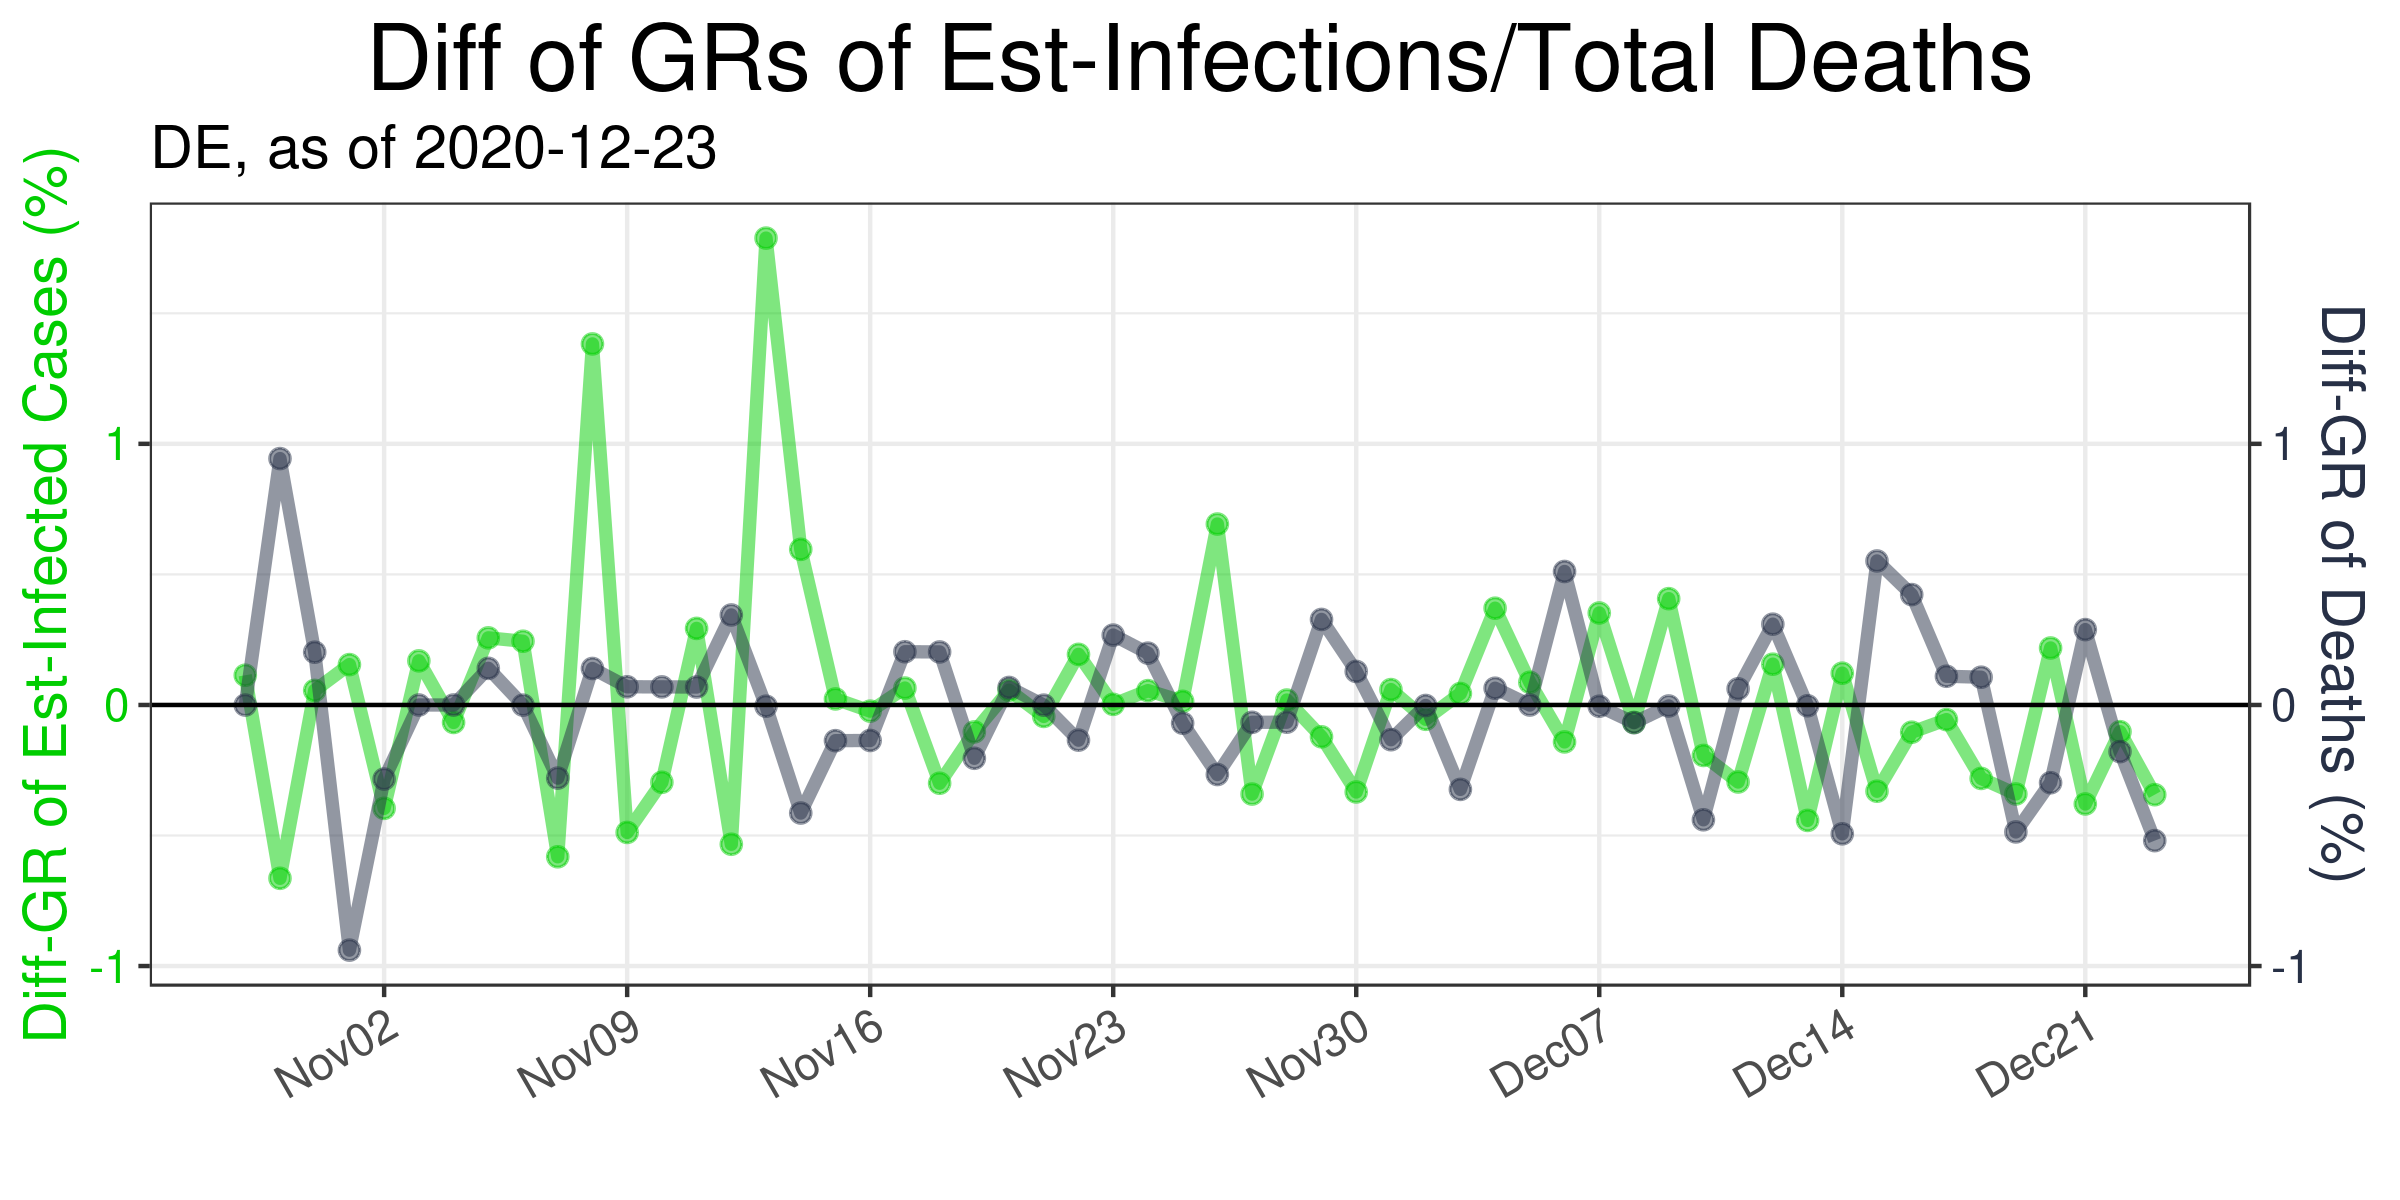 Diff of GRs of Est-Infections/Total Deaths
DE, as of 2020-12-23
Diff-GR of Est-Infected Cases (%)
1
0
-1
1
0
-1
Diff-GR of Deaths (%)
Nov02
Nov09
Nov16
Nov23
Nov30
Dec07
Dec14
Dec21